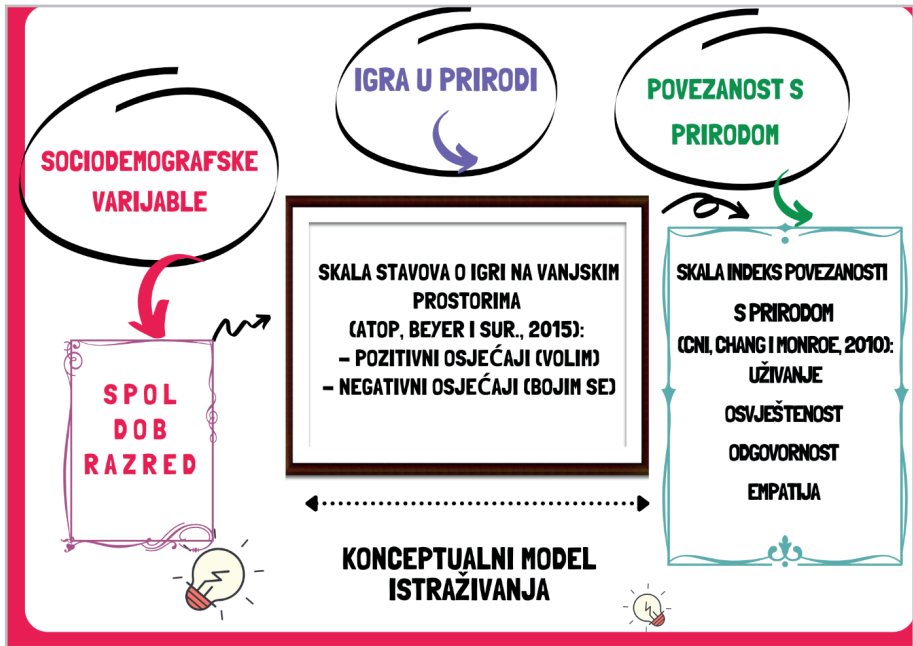 SOCIODEMOGRAFSKE
VARIJABLE
SPOL
DOB
RAZRED
IGRA U PRIRODI
SKALA STAVOVA O IGRI NA VANJSKIM
PROSTORIMA
(ATOP, BEYER I SUR., 2015):
– POZITIVNI OSJEĆAJI (VOLIM)
– NEGATIVNI OSJEĆAJI (BOJIM SE)
POVEZANOST S
PRIRODOM
SKALA INDEKS POVEZANOSTI
S PRIRODOM
(CNI, CHANG I MONROE, 2010):
UŽIVANJE
OSVJEŠTENOST
ODGOVORNOST
EMPATIJA
KONCEPTUALNI MODEL
ISTRAŽIVANJA